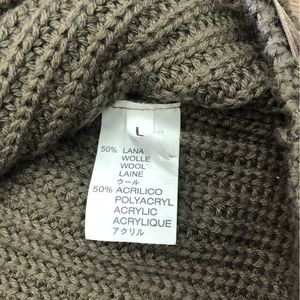 L
50% LANA
WOLLE
WOOL
LAINE
ウール
50% ACRILICO
POLYACRYL
ACRYLIC
ACRYLIQUE
アクリル